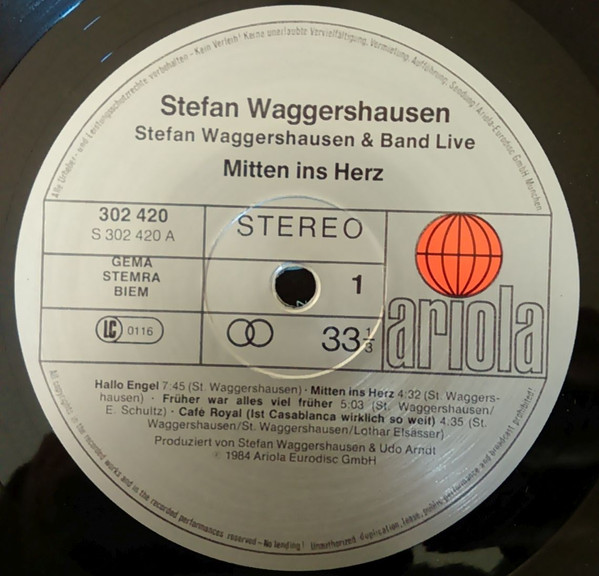 Alle Urheber- und Leistungsschutzrechte vorbehalten - Kein Verleih! Keine unerlaubte Vervielfältigung, Vermietung, Aufführung, Sendung! Ariola-Eurodisc GmbH München
Stefan Waggershausen
Stefan Waggershausen & Band Live
Mitten ins Herz
302 420
S 302 420 A
STEREO
GEMA
STEMRA
BIEM
1
LC 0116
33 1/3
ariola
Hallo Engel 7:45 (St. Waggershausen) · Mitten ins Herz 4:32 (St. Waggers-
hausen) · Früher war alles viel früher 5:03 (St. Waggershausen/
E. Schultz) · Café Royal (Ist Casablanca wirklich so weit) 4:35 (St.
Waggershausen/St. Waggershausen/Lothar Elsässer)
Produziert von Stefan Waggershausen & Udo Arndt
℗ 1984 Ariola Eurodisc GmbH
All copyrights in the recorded works and in the recorded performances reserved - No lending! Unauthorized duplication, lease, public performance and broadcast prohibited!